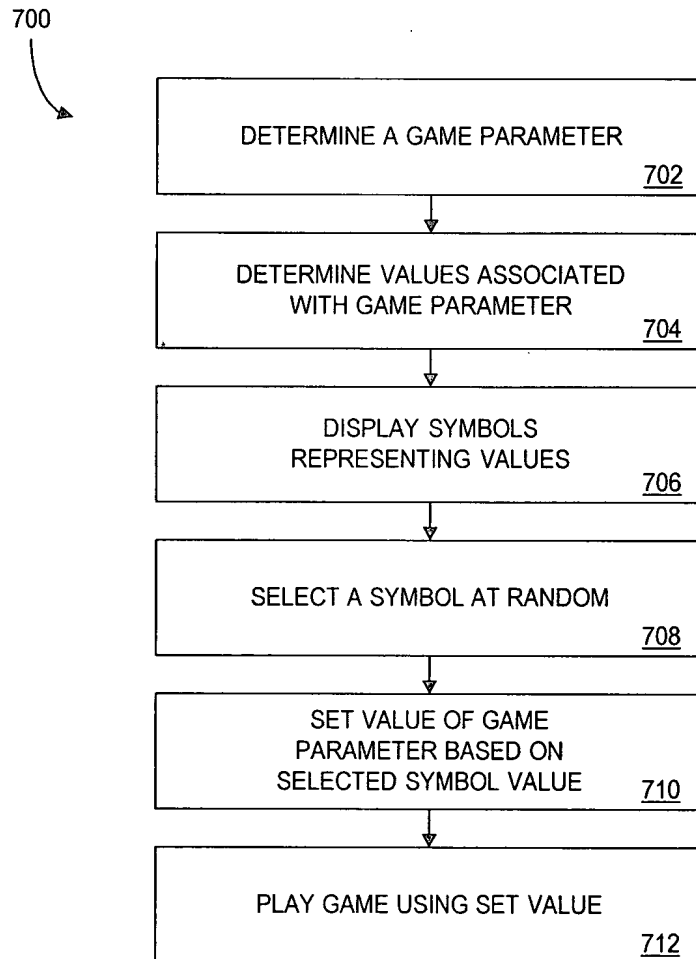 700
DETERMINE A GAME PARAMETER
702
DETERMINE VALUES ASSOCIATED
WITH GAME PARAMETER
704
DISPLAY SYMBOLS
REPRESENTING VALUES
706
SELECT A SYMBOL AT RANDOM
708
SET VALUE OF GAME
PARAMETER BASED ON
SELECTED SYMBOL VALUE
710
PLAY GAME USING SET VALUE
712